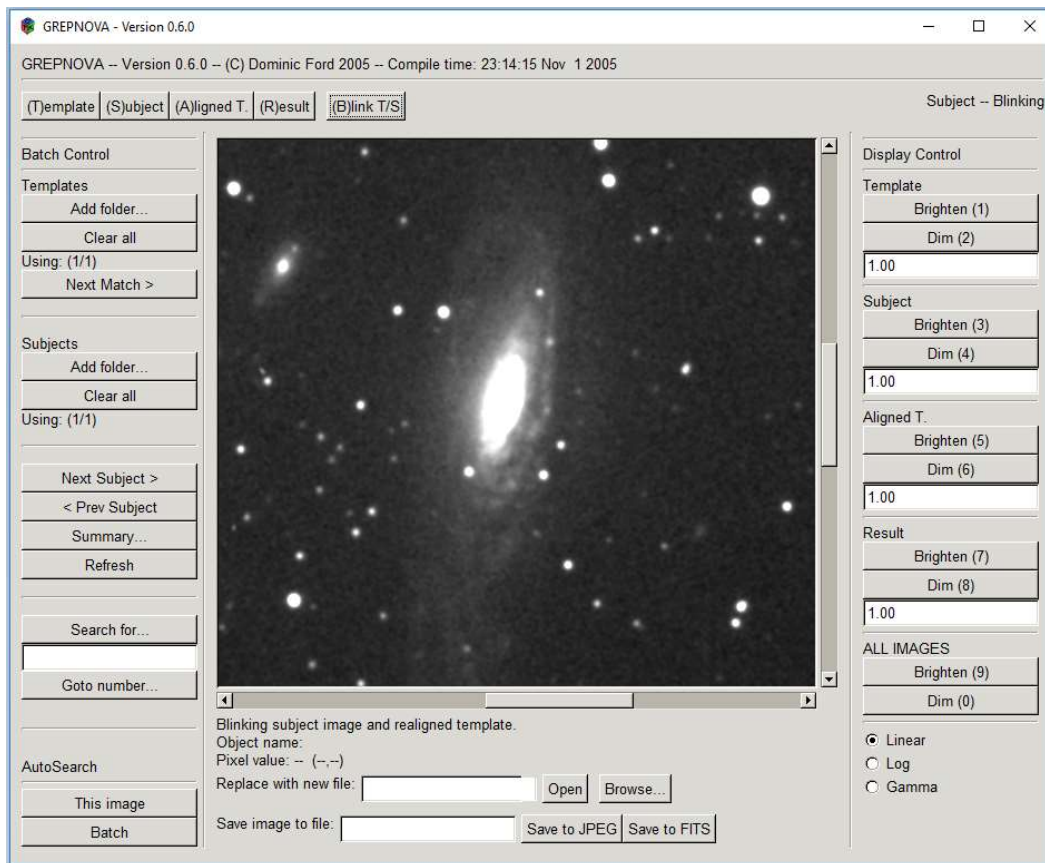 GREPNOVA - Version 0.6.0
GREPNOVA -- Version 0.6.0 -- (C) Dominic Ford 2005 -- Compile time: 23:14:15 Nov 1 2005
(T)emplate (S)ubject (A)ligned T. (R)esult (B)link T/S
Subject -- Blinking
Batch Control
Templates
Add folder...
Clear all
Using: (1/1)
Next Match >
Subjects
Add folder...
Clear all
Using: (1/1)
Next Subject >
< Prev Subject
Summary...
Refresh
Search for...
Goto number...
AutoSearch
This image
Batch
Blinking subject image and realigned template.
Object name:
Pixel value: -- (--,--)
Replace with new file: Open Browse...
Save image to file: Save to JPEG Save to FITS
Display Control
Template
Brighten (1)
Dim (2)
1.00
Subject
Brighten (3)
Dim (4)
1.00
Aligned T.
Brighten (5)
Dim (6)
1.00
Result
Brighten (7)
Dim (8)
1.00
ALL IMAGES
Brighten (9)
Dim (0)
Linear
Log
Gamma